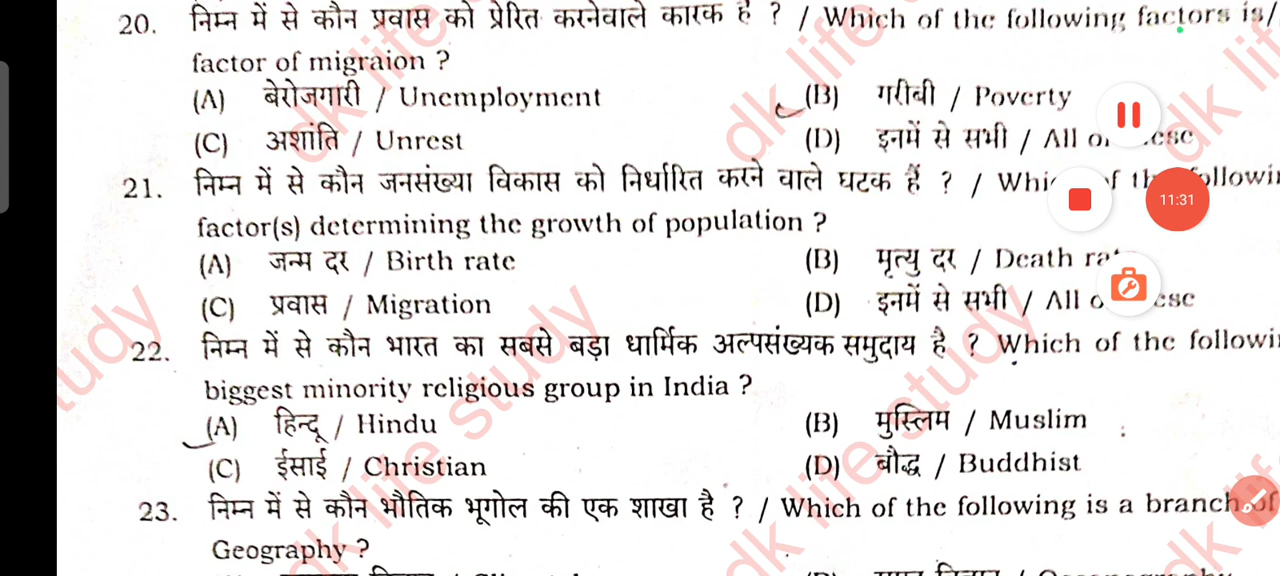 20. निम्न में से कौन प्रवास को प्रेरित करनेवाले कारक हैं ? / Which of the following factors is/
factor of migraion ?
(A) बेरोजगारी / Unemployment (B) गरीबी / Poverty
(C) अशांति / Unrest (D) इनमें से सभी / All
21. निम्न में से कौन जनसंख्या विकास को निर्धारित करने वाले घटक हैं ? / 11:31
factor(s) determining the growth of population ?
(A) जन्म दर / Birth rate (B) मृत्यु दर / Death
(C) प्रवास / Migration (D) इनमें से सभी / All
22. निम्न में से कौन भारत का सबसे बड़ा धार्मिक अल्पसंख्यक समुदाय है ? Which of the
biggest minority religious group in India ?
(A) हिन्दू / Hindu (B) मुस्लिम / Muslim
(C) ईसाई / Christian (D) बौद्ध / Buddhist
23. निम्न में से कौन भौतिक भूगोल की एक शाखा है ? / Which of the following is a branch of
Geography ?
dk life study